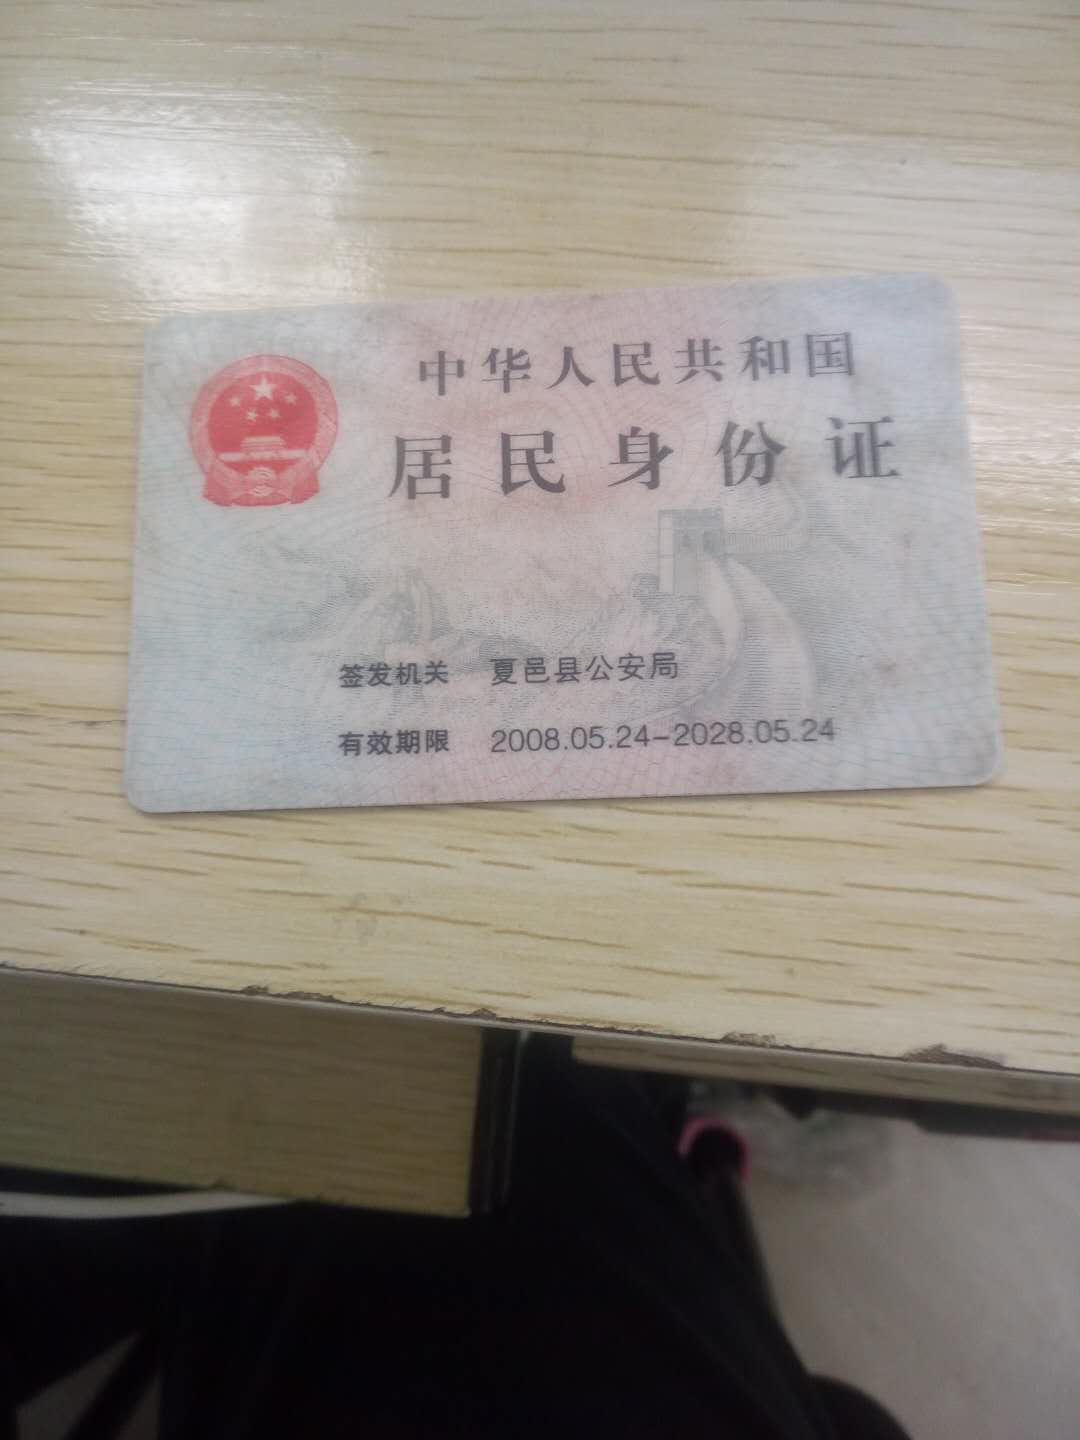 中华人民共和国
居民身份证
签发机关 夏邑县公安局
有效期限 2008.05.24-2028.05.24